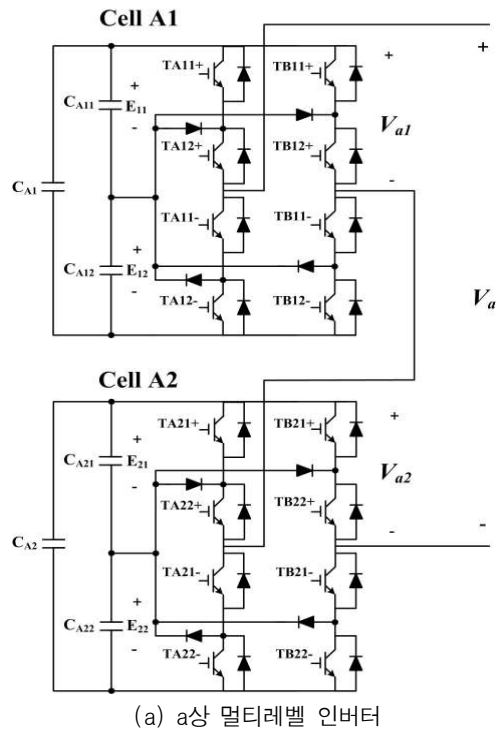 Cell A1
TA11+ TB11+ + +
CA11 + E11 - Va1
TA12+ TB12+
CA1 -
TA11- TB11-
CA12 + E12 -
TA12- TB12-
Va
Cell A2
TA21+ TB21+ +
CA21 + E21 - Va2
TA22+ TB22+ - -
CA2
TA21- TB21-
CA22 + E22 -
TA22- TB22-
(a) a상 멀티레벨 인버터